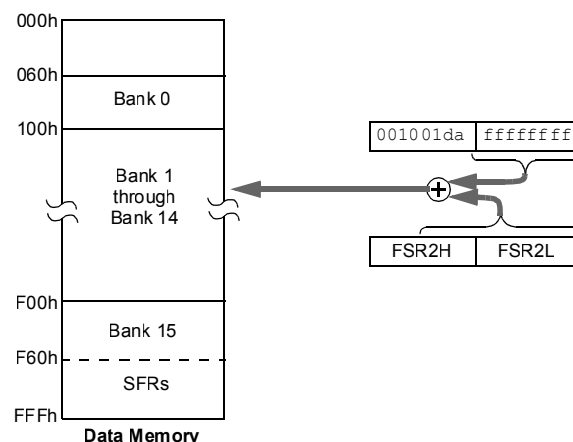 000h
060h
Bank 0
100h
001001da ffffffff
Bank 1
through
Bank 14
FSR2H FSR2L
F00h
Bank 15
F60h
SFRs
FFFh
Data Memory